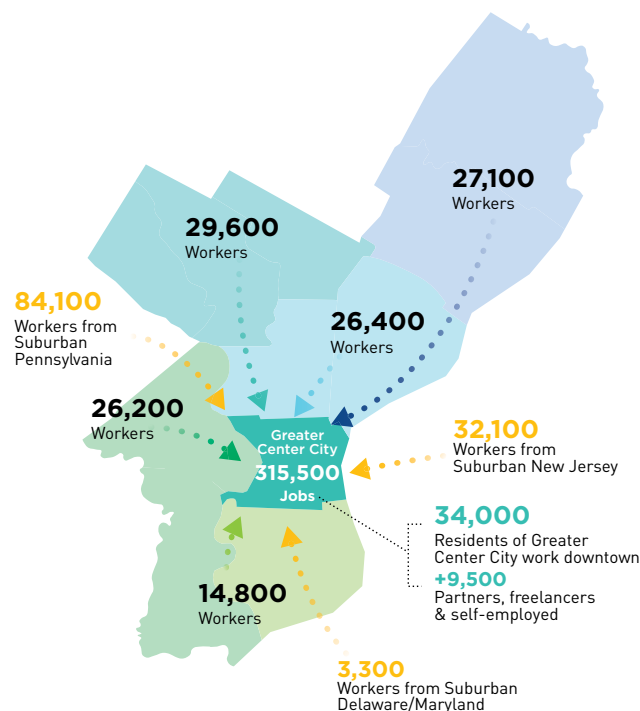 27,100
Workers
29,600
Workers
84,100
Workers from
Suburban
Pennsylvania
26,400
Workers
26,200
Workers
Greater
Center City
315,500
Jobs
32,100
Workers from
Suburban New Jersey
34,000
Residents of Greater
Center City work downtown
+9,500
Partners, freelancers
& self-employed
14,800
Workers
3,300
Workers from Suburban
Delaware/Maryland